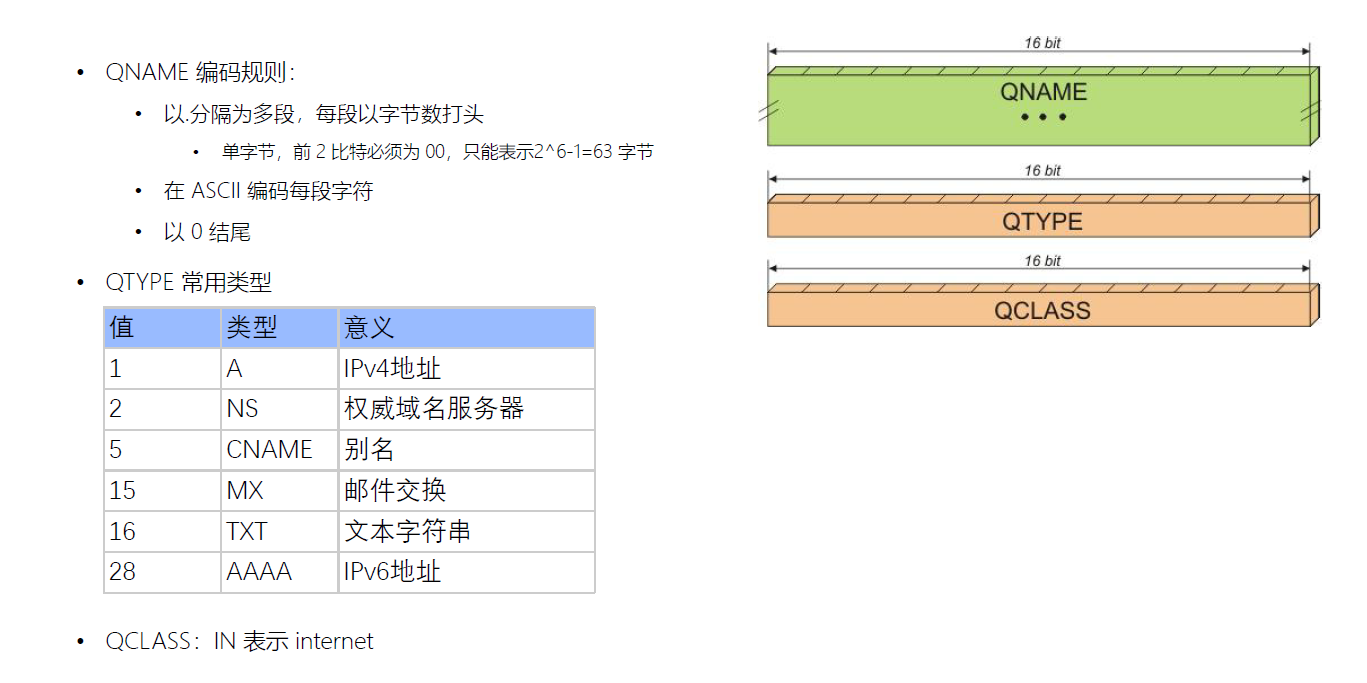 • QNAME 编码规则：
• 以.分隔为多段，每段以字节数打头
• 单字节，前 2 比特必须为 00，只能表示2^6-1=63 字节
• 在 ASCII 编码每段字符
• 以 0 结尾
• QTYPE 常用类型
值 类型 意义
1 A IPv4地址
2 NS 权威域名服务器
5 CNAME 别名
15 MX 邮件交换
16 TXT 文本字符串
28 AAAA IPv6地址
• QCLASS：IN 表示 internet
16 bit
QNAME
• • •
16 bit
QTYPE
16 bit
QCLASS